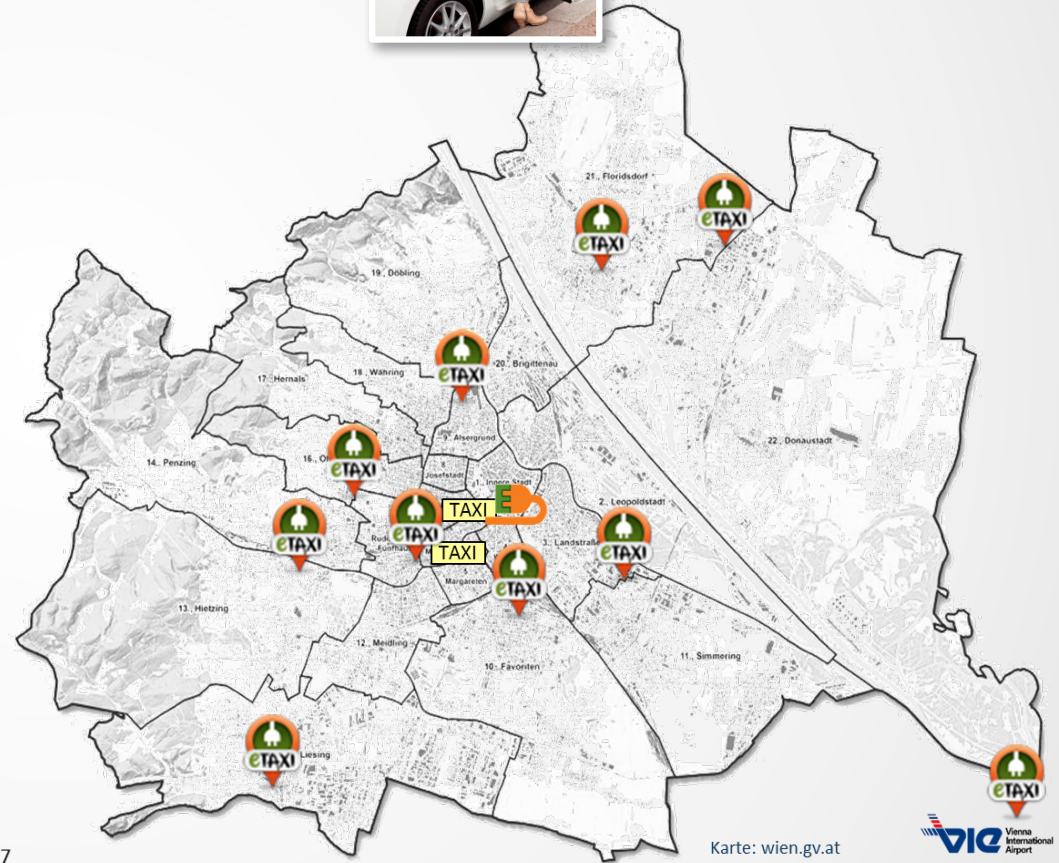 21., Floridsdorf
eTAXI
eTAXI
19., Döbling
eTAXI
20., Brigittenau
18., Währing
17., Hernals
9., Alsergrund
22., Donaustadt
14., Penzing
16.,
eTAXI
8.
Josefstadt
1., Innere Stadt
2., Leopoldstadt
TAXI
E
eTAXI
eTAXI
eTAXI
3., Landstraße
Fünfhaus
TAXI
eTAXI
Margareten
13., Hietzing
12., Meidling
10., Favoriten
11., Simmering
eTAXI
Liesing
eTAXI
Karte: wien.gv.at
VIE Vienna
International
Airport
7